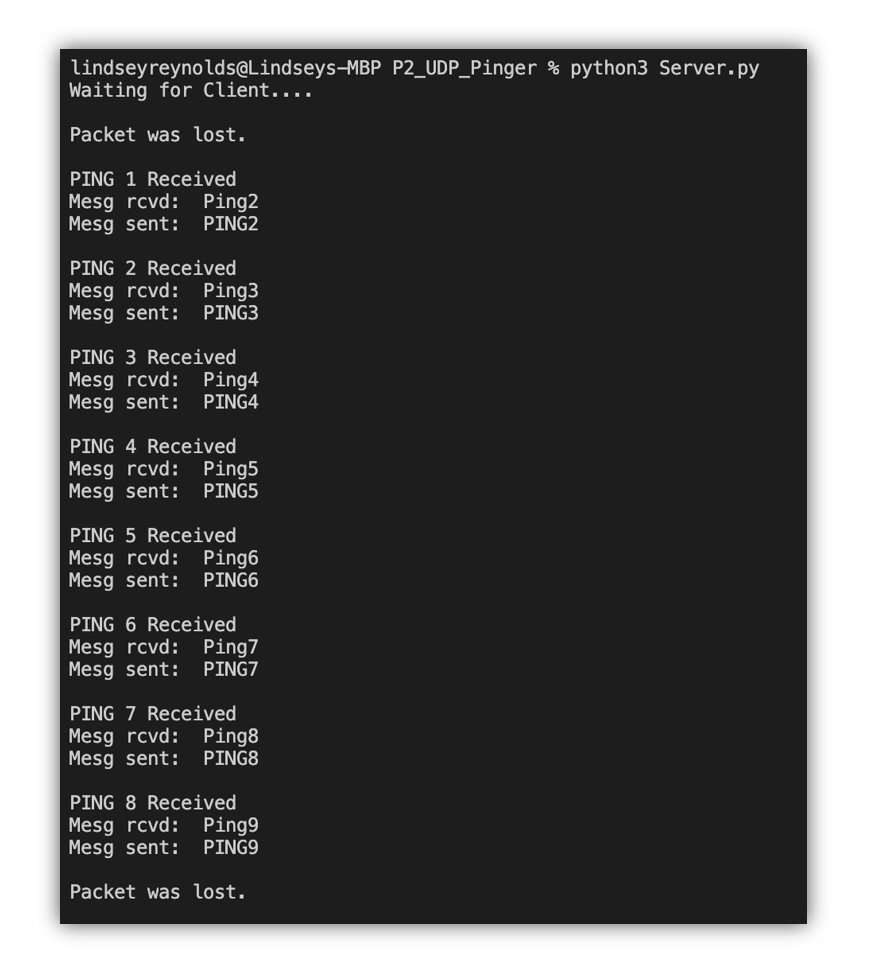 lindseyreynolds@Lindseys-MBP P2_UDP_Pinger % python3 Server.py
Waiting for Client....
Packet was lost.
PING 1 Received
Mesg rcvd:  Ping2
Mesg sent:  PING2
PING 2 Received
Mesg rcvd:  Ping3
Mesg sent:  PING3
PING 3 Received
Mesg rcvd:  Ping4
Mesg sent:  PING4
PING 4 Received
Mesg rcvd:  Ping5
Mesg sent:  PING5
PING 5 Received
Mesg rcvd:  Ping6
Mesg sent:  PING6
PING 6 Received
Mesg rcvd:  Ping7
Mesg sent:  PING7
PING 7 Received
Mesg rcvd:  Ping8
Mesg sent:  PING8
PING 8 Received
Mesg rcvd:  Ping9
Mesg sent:  PING9
Packet was lost.